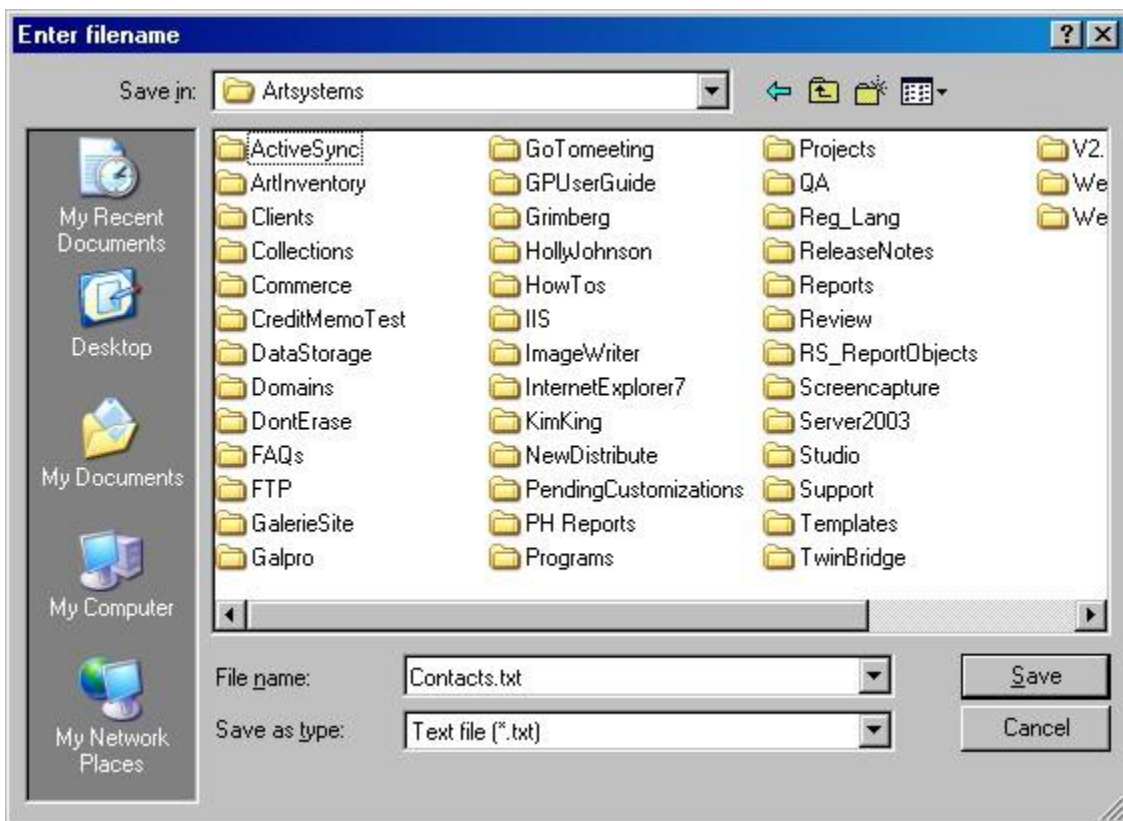 Enter filename
Save in: Artsystems
My Recent Documents
Desktop
My Documents
My Computer
My Network Places
ActiveSync
ArtInventory
Clients
Collections
Commerce
CreditMemoTest
DataStorage
Domains
DontErase
FAQs
FTP
GalerieSite
Galpro
GoTomeeting
GPUserGuide
Grimberg
HollyJohnson
HowTos
IIS
ImageWriter
InternetExplorer7
KimKing
NewDistribute
PendingCustomizations
PH Reports
Programs
Projects
QA
Reg_Lang
ReleaseNotes
Reports
Review
RS_ReportObjects
Screencapture
Server2003
Studio
Support
Templates
TwinBridge
V2.
We
We
File name: Contacts.txt
Save
Save as type: Text file (*.txt)
Cancel